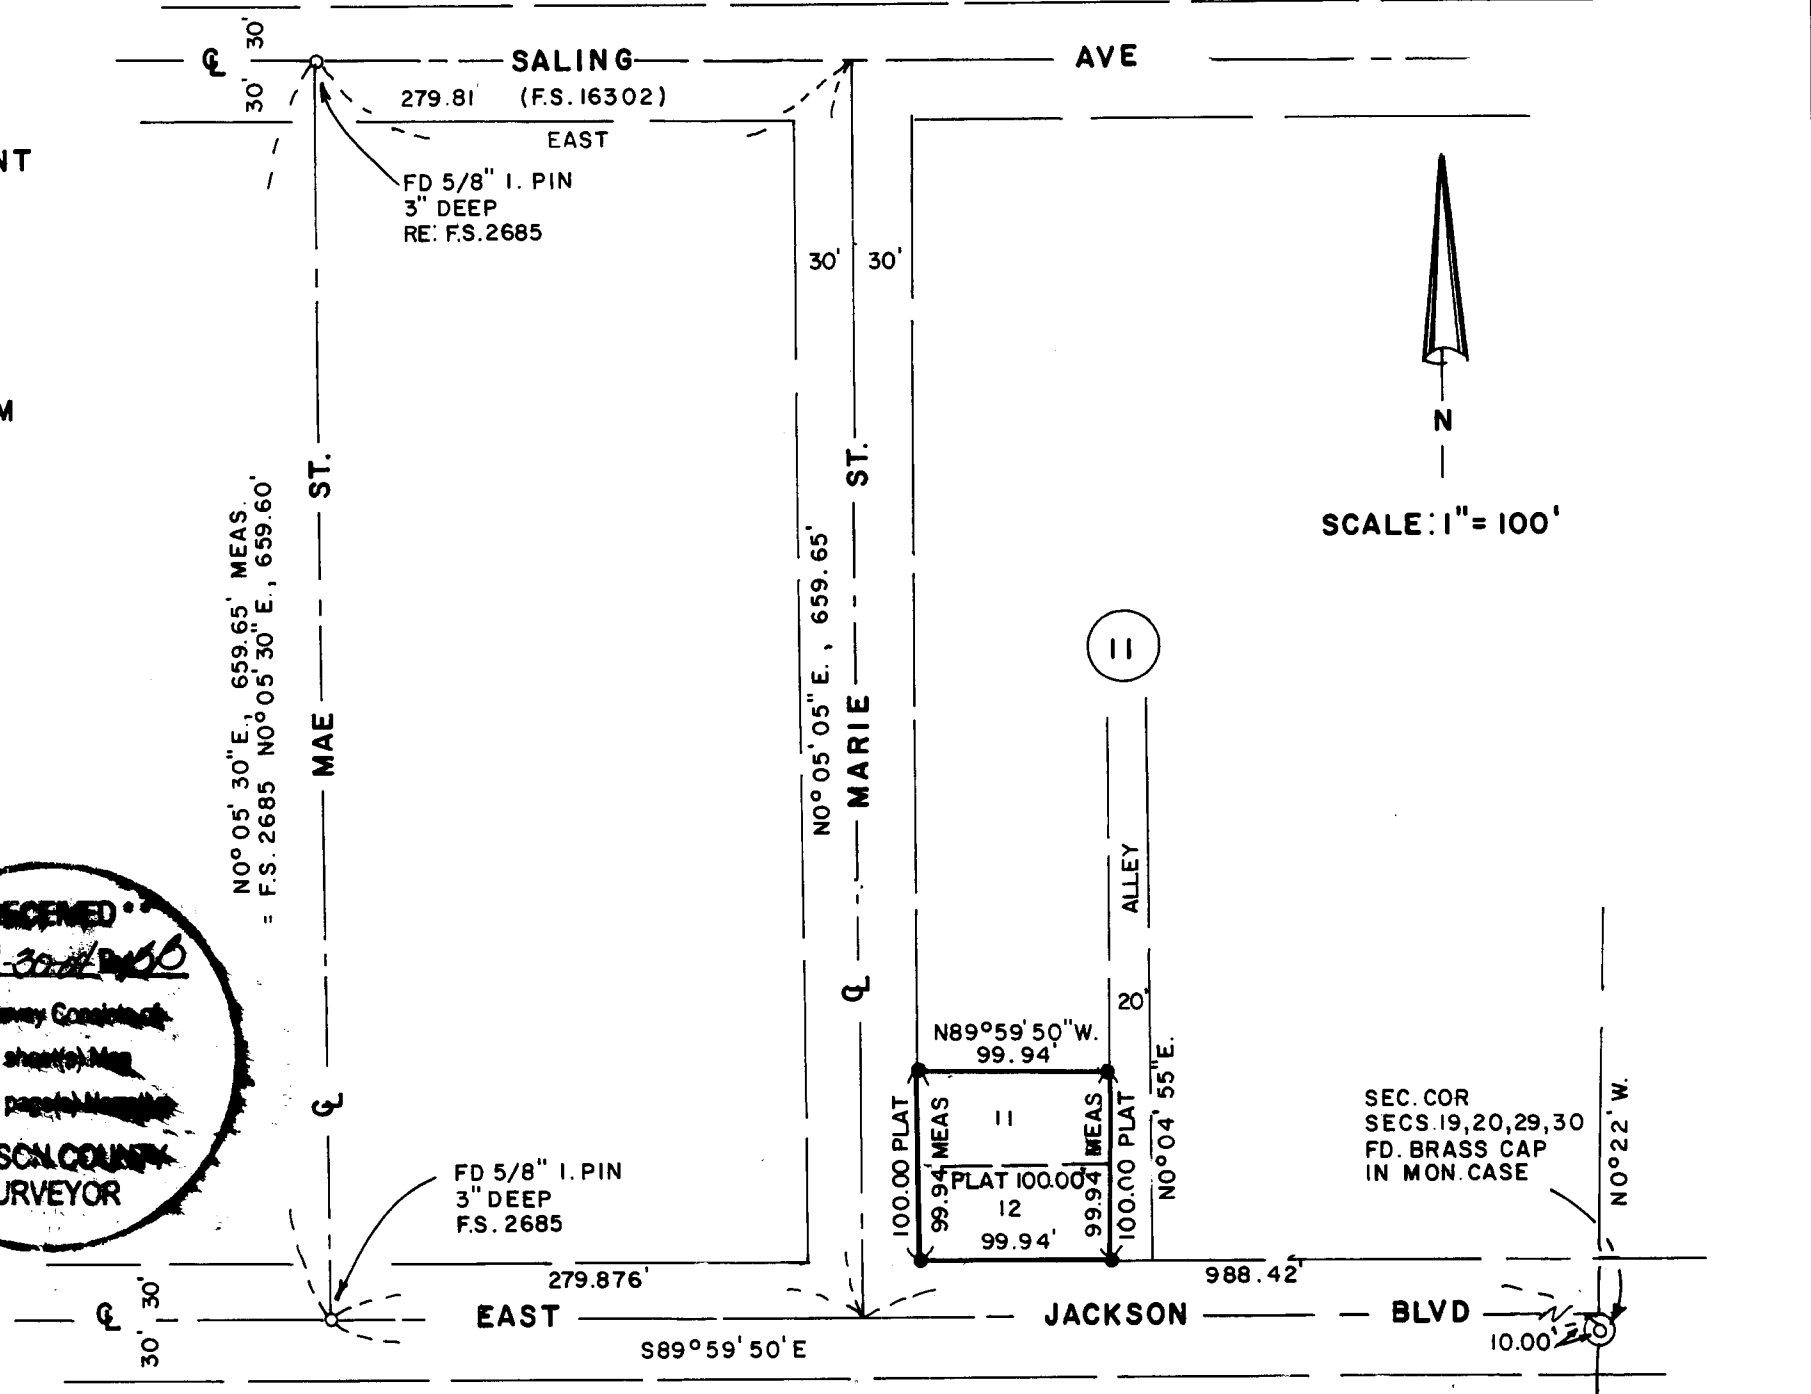 30'
℄
SALING
AVE
30'
279.81' (F.S. 16302)
EAST
NT
FD 5/8" I. PIN
3" DEEP
RE: F.S. 2685
30' 30'
M
N
SCALE: 1" = 100'
ST.
MAE
℄
N0° 05' 30" E., 659.65' MEAS.
= F.S. 2685 N0° 05' 30" E., 659.60'
ST.
MARIE
℄
N0° 05' 05" E., 659.65'
11
ALLEY
20'
N0° 04' 55" E.
N89° 59' 50" W.
99.94'
100.00 PLAT
99.94' MEAS
11
99.94' MEAS
100.00 PLAT
PLAT 100.00'
12
99.94'
SEC. COR
SECS. 19, 20, 29, 30
FD. BRASS CAP
IN MON. CASE
N0° 22' W.
SON COUNTY
URVEYOR
FD 5/8" I. PIN
3" DEEP
F.S. 2685
279.876'
988.42'
30'
℄
EAST
JACKSON
BLVD
30'
S89° 59' 50" E
10.00'